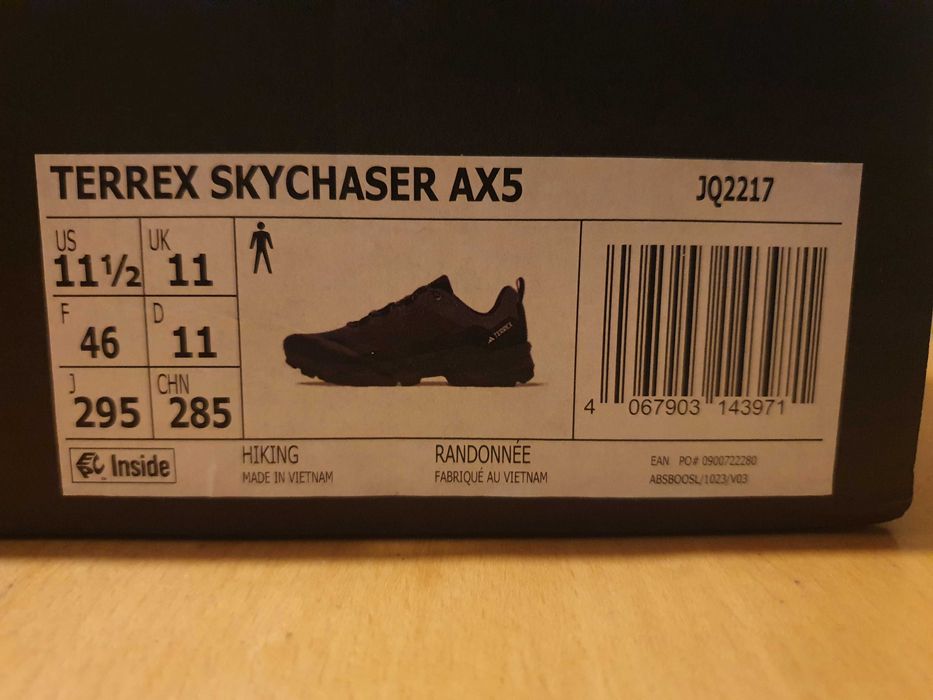 TERREX SKYCHASER AX5 JQ2217
US 11½ UK 11
F 46 D 11
J 295 CHN 285
TERREX
4 067903 143971
Inside
HIKING RANDONNÉE
MADE IN VIETNAM FABRIQUÉ AU VIETNAM
EAN PO# 0900722280
ABSBOOSL/1023/V03